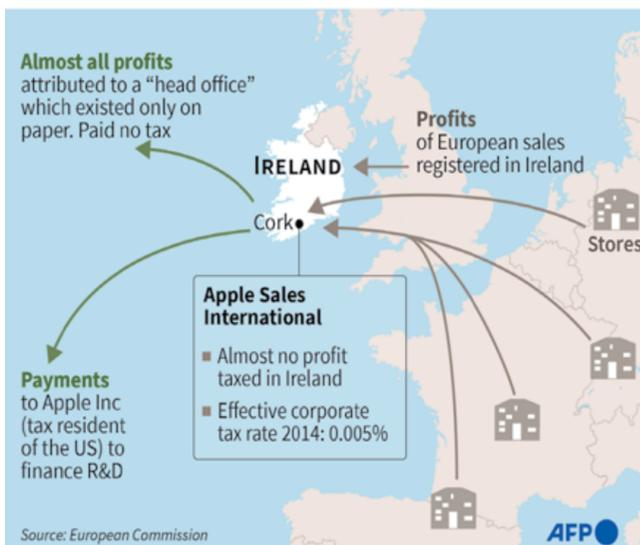 Almost all profits
attributed to a “head office”
which existed only on
paper. Paid no tax
Profits
of European sales
registered in Ireland
IRELAND
Cork
Stores
Apple Sales
International
Almost no profit
taxed in Ireland
Effective corporate
tax rate 2014: 0.005%
Payments
to Apple Inc
(tax resident
of the US) to
finance R&D
Source: European Commission
AFP